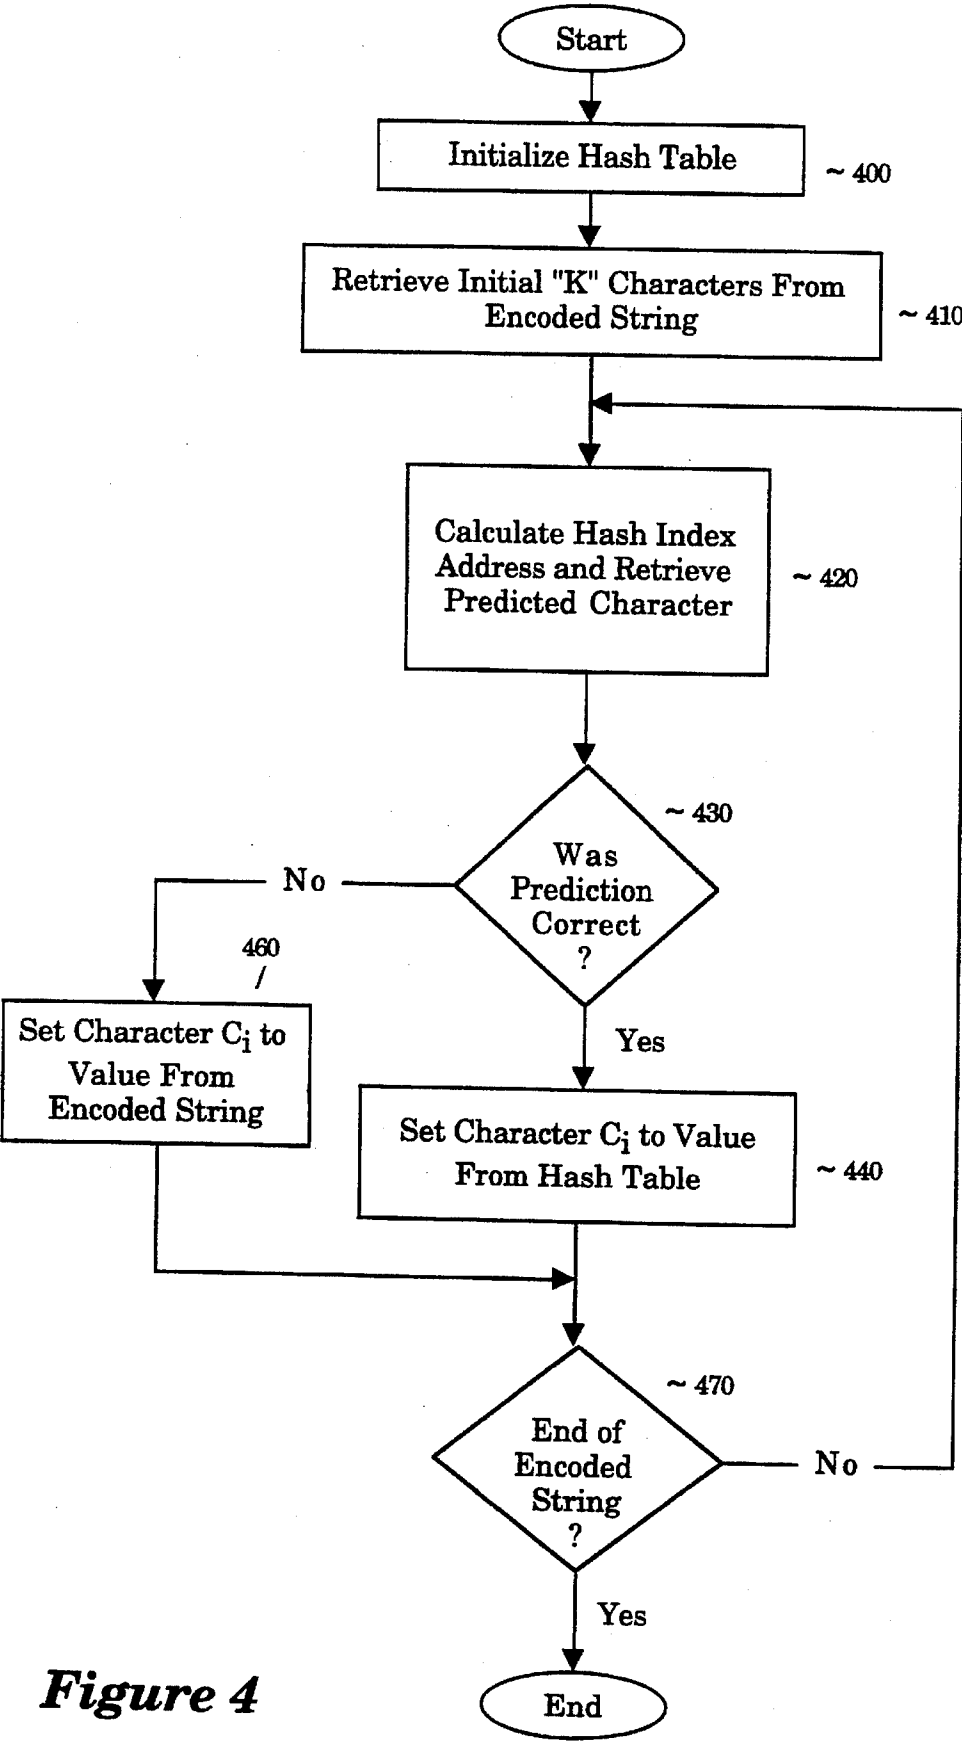 Start
Initialize Hash Table
~ 400
Retrieve Initial "K" Characters From
Encoded String
~ 410
Calculate Hash Index
Address and Retrieve
Predicted Character
~ 420
~ 430
Was
Prediction
Correct
?
No
460
/
Set Character Ci to
Value From
Encoded String
Yes
Set Character Ci to Value
From Hash Table
~ 440
~ 470
End of
Encoded
String
?
No
Yes
End
Figure 4